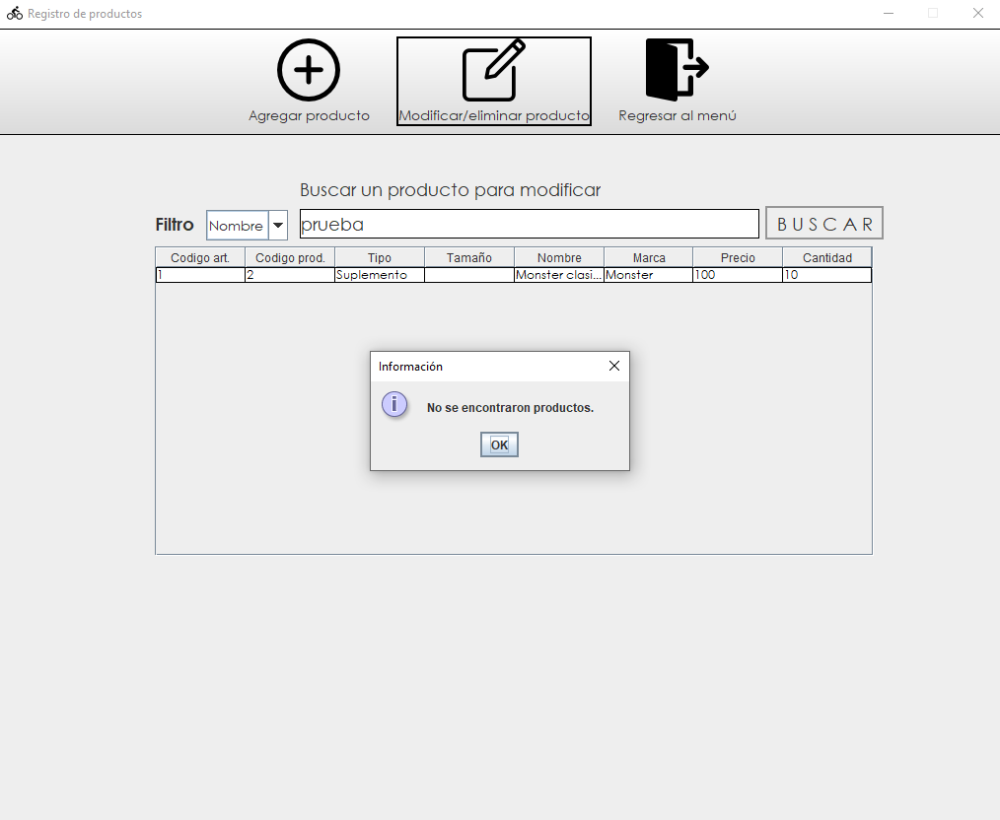 Registro de productos
Agregar producto
Modificar/eliminar producto
Regresar al menú
Buscar un producto para modificar
Filtro
Nombre
prueba
BUSCAR
Codigo art. Codigo prod. Tipo Tamaño Nombre Marca Precio Cantidad
1 2 Suplemento Monster clasi... Monster 100 10
Información
No se encontraron productos.
OK